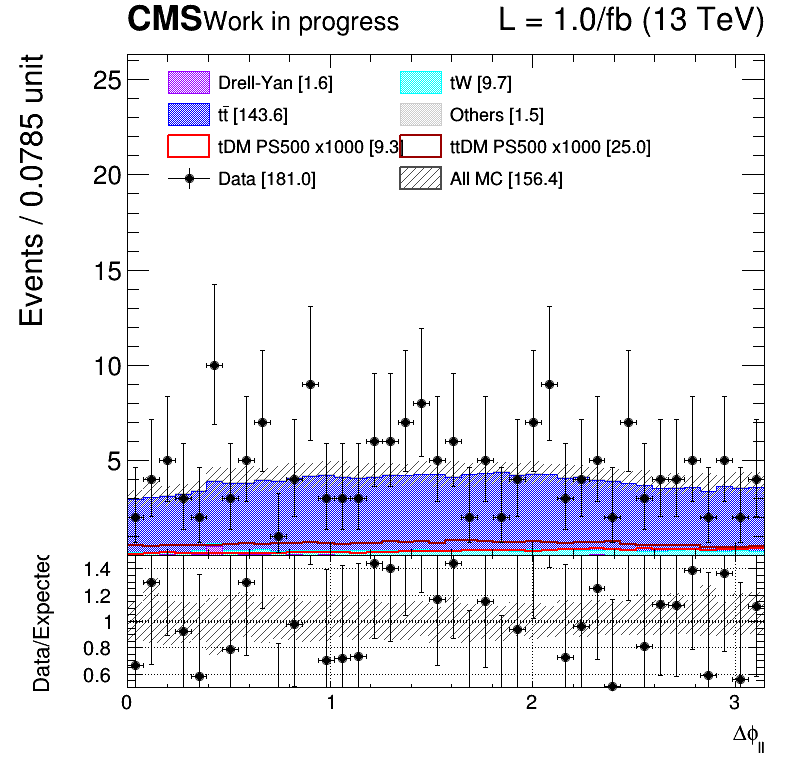 CMS Work in progress L = 1.0/fb (13 TeV)
Events / 0.0785 unit
25
20
15
10
5
Drell-Yan [1.6] tW [9.7]
tt̄ [143.6] Others [1.5]
tDM PS500 x1000 [9.3] ttDM PS500 x1000 [25.0]
Data [181.0] All MC [156.4]
Data/Expected
1.4
1.2
1
0.8
0.6
0 1 2 3
Δϕll